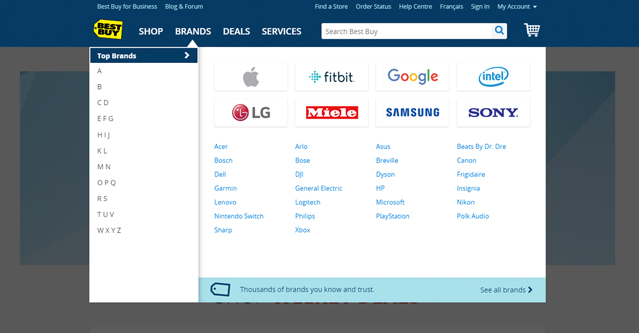 Best Buy for Business Blog & Forum Find a Store Order Status Help Centre Français Sign In My Account
BEST BUY SHOP BRANDS DEALS SERVICES Search Best Buy
Top Brands
A
B
C D
E F G
H I J
K L
M N
O P Q
R S
T U V
W X Y Z
fitbit Google intel
LG Miele SAMSUNG SONY
Acer Arlo Asus Beats By Dr. Dre
Bosch Bose Breville Canon
Dell DJI Dyson Frigidaire
Garmin General Electric HP Insignia
Lenovo Logitech Microsoft Nikon
Nintendo Switch Philips PlayStation Polk Audio
Sharp Xbox
Thousands of brands you know and trust. See all brands